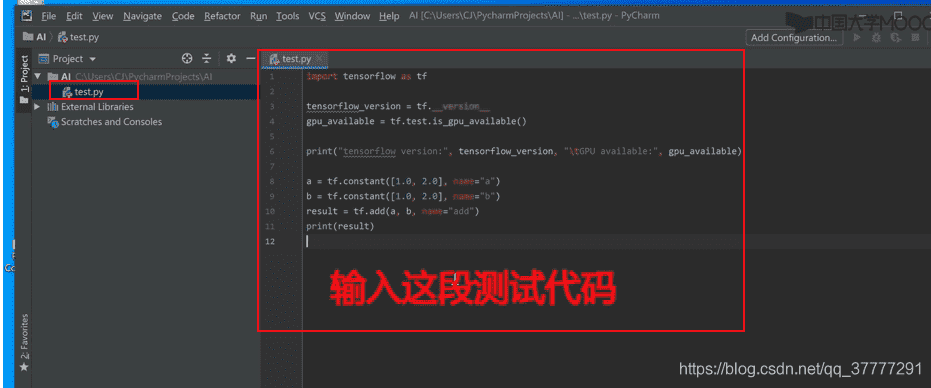 File Edit View Navigate Code Refactor Run Tools VCS Window Help AI [C:\Users\CJ\PycharmProjects\AI] - ...\test.py - PyCharm
中国大学MOOC
AI test.py
Add Configuration...
1: Project
Project
test.py
AI C:\Users\CJ\PycharmProjects\AI
test.py
External Libraries
Scratches and Consoles
1 import tensorflow as tf
2
3 tensorflow_version = tf.__version__
4 gpu_available = tf.test.is_gpu_available()
5
6 print("tensorflow version:", tensorflow_version, "\tGPU available:", gpu_available)
7
8 a = tf.constant([1.0, 2.0], name="a")
9 b = tf.constant([1.0, 2.0], name="b")
10 result = tf.add(a, b, name="add")
11 print(result)
12
输入这段测试代码
2: Favorites
https://blog.csdn.net/qq_37777291